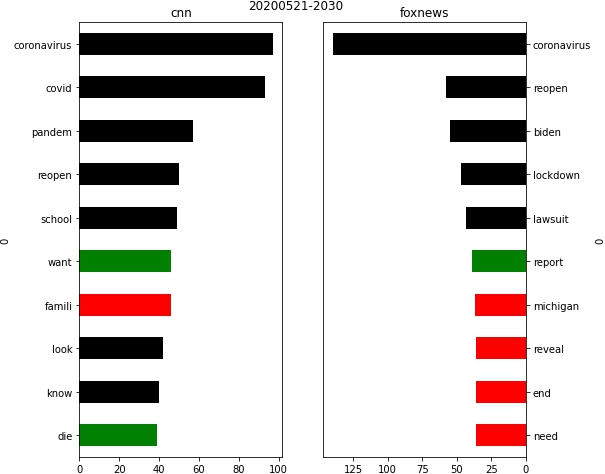 20200521-2030
cnn
foxnews
coronavirus
covid
pandem
reopen
school
want
famili
look
know
die
0
0 20 40 60 80 100
coronavirus
reopen
biden
lockdown
lawsuit
report
michigan
reveal
end
need
0
125 100 75 50 25 0